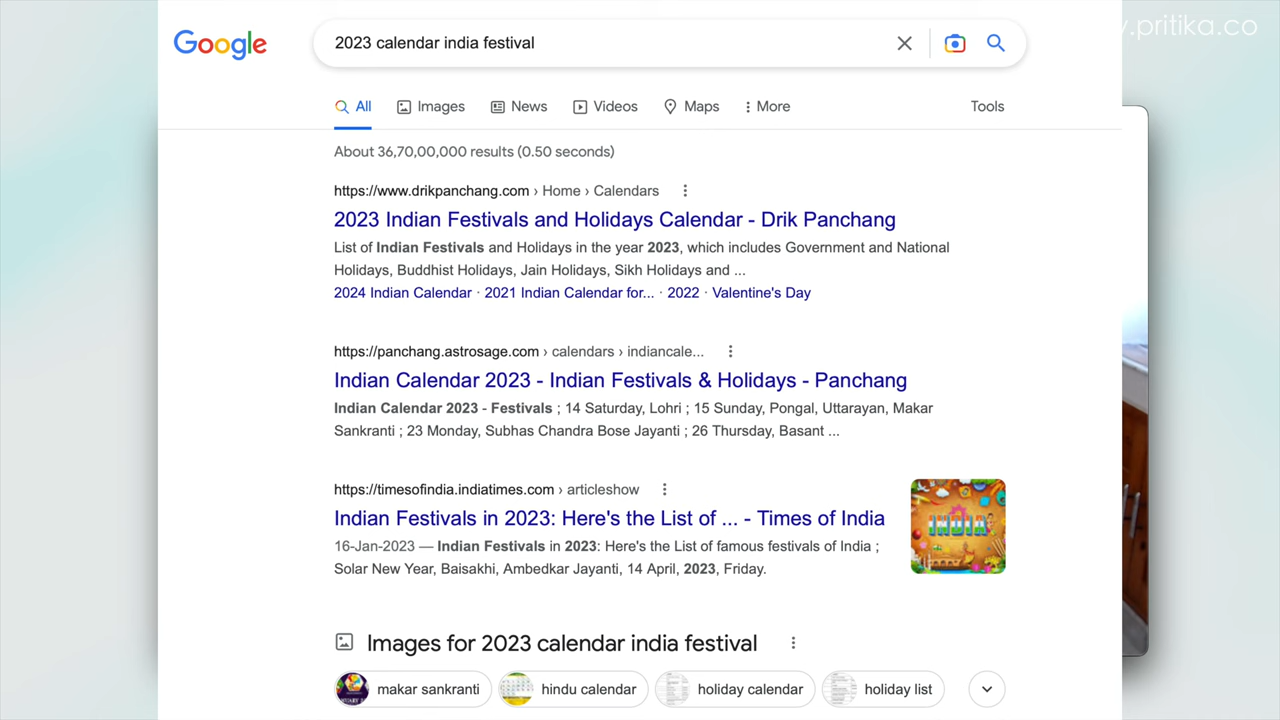 .pritika.co
Google
2023 calendar india festival
All Images News Videos Maps More Tools
About 36,70,00,000 results (0.50 seconds)
https://www.drikpanchang.com › Home › Calendars
2023 Indian Festivals and Holidays Calendar - Drik Panchang
List of Indian Festivals and Holidays in the year 2023, which includes Government and National
Holidays, Buddhist Holidays, Jain Holidays, Sikh Holidays and ...
2024 Indian Calendar · 2021 Indian Calendar for... · 2022 · Valentine's Day
https://panchang.astrosage.com › calendars › indiancale...
Indian Calendar 2023 - Indian Festivals & Holidays - Panchang
Indian Calendar 2023 - Festivals ; 14 Saturday, Lohri ; 15 Sunday, Pongal, Uttarayan, Makar
Sankranti ; 23 Monday, Subhas Chandra Bose Jayanti ; 26 Thursday, Basant ...
https://timesofindia.indiatimes.com › articleshow
Indian Festivals in 2023: Here's the List of ... - Times of India
16-Jan-2023 — Indian Festivals in 2023: Here's the List of famous festivals of India ;
Solar New Year, Baisakhi, Ambedkar Jayanti, 14 April, 2023, Friday.
INDIA
Images for 2023 calendar india festival
makar sankranti hindu calendar holiday calendar holiday list